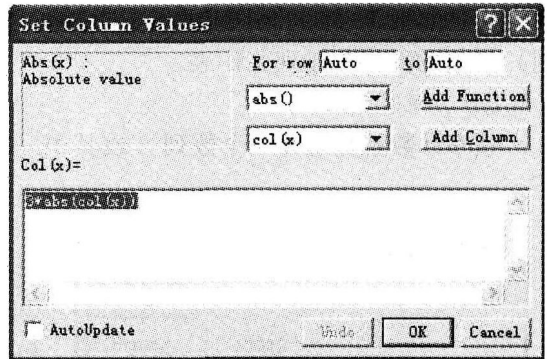 Set Column Values
Abs(x) :
Absolute value
For row Auto to Auto
abs()
Add Function
col(x)
Add Column
Col(x)=
3*abs(col(x))
AutoUpdate
Undo
OK
Cancel